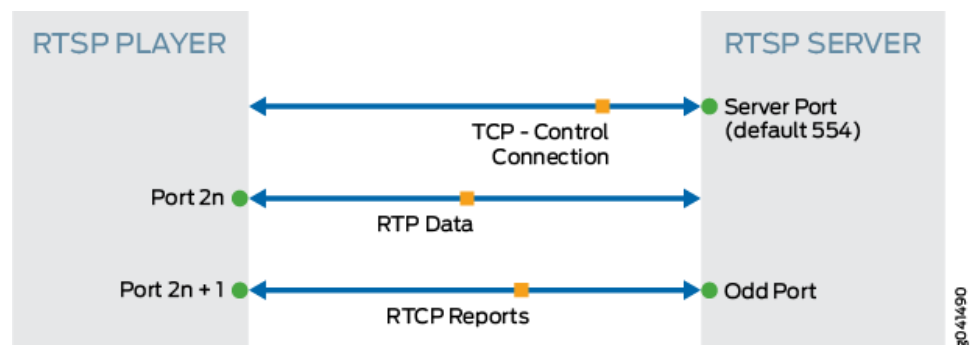 RTSP PLAYER
RTSP SERVER
Server Port
(default 554)
TCP - Control
Connection
Port 2n
RTP Data
Port 2n + 1
Odd Port
RTCP Reports
g041490